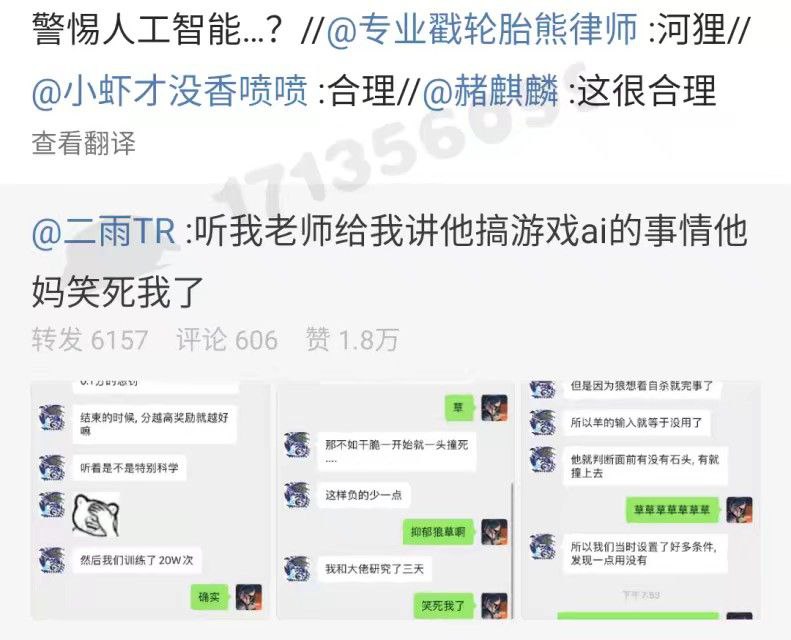 警惕人工智能...？//@专业戳轮胎熊律师 :河狸//
@小虾才没香喷喷 :合理//@赭麒麟 :这很合理
查看翻译
@二雨TR :听我老师给我讲他搞游戏ai的事情他
妈笑死我了
转发 6157 评论 606 赞 1.8万
结束的时候, 分越高奖励就越好
嘛
听着是不是特别科学
然后我们训练了 20W 次
确实
草
那不如干脆一开始就一头撞死
....
这样负的少一点
抑郁狼草啊
我和大佬研究了三天
笑死我了
但是因为狼想着自杀就完事了
所以羊的输入就等于没用了
他就判断面前有没有石头, 有就
撞上去
草草草草草草草
所以我们当时设置了好多条件,
发现一点用没有